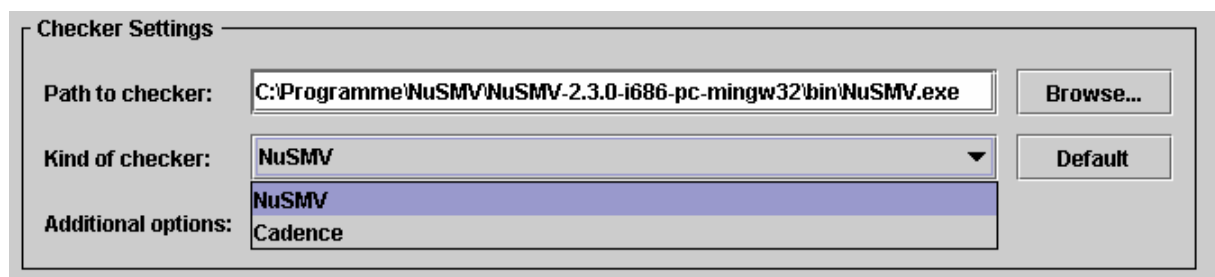 Checker Settings
Path to checker: C:\Programme\NuSMV\NuSMV-2.3.0-i686-pc-mingw32\bin\NuSMV.exe Browse...
Kind of checker: NuSMV Default
NuSMV
Additional options: Cadence